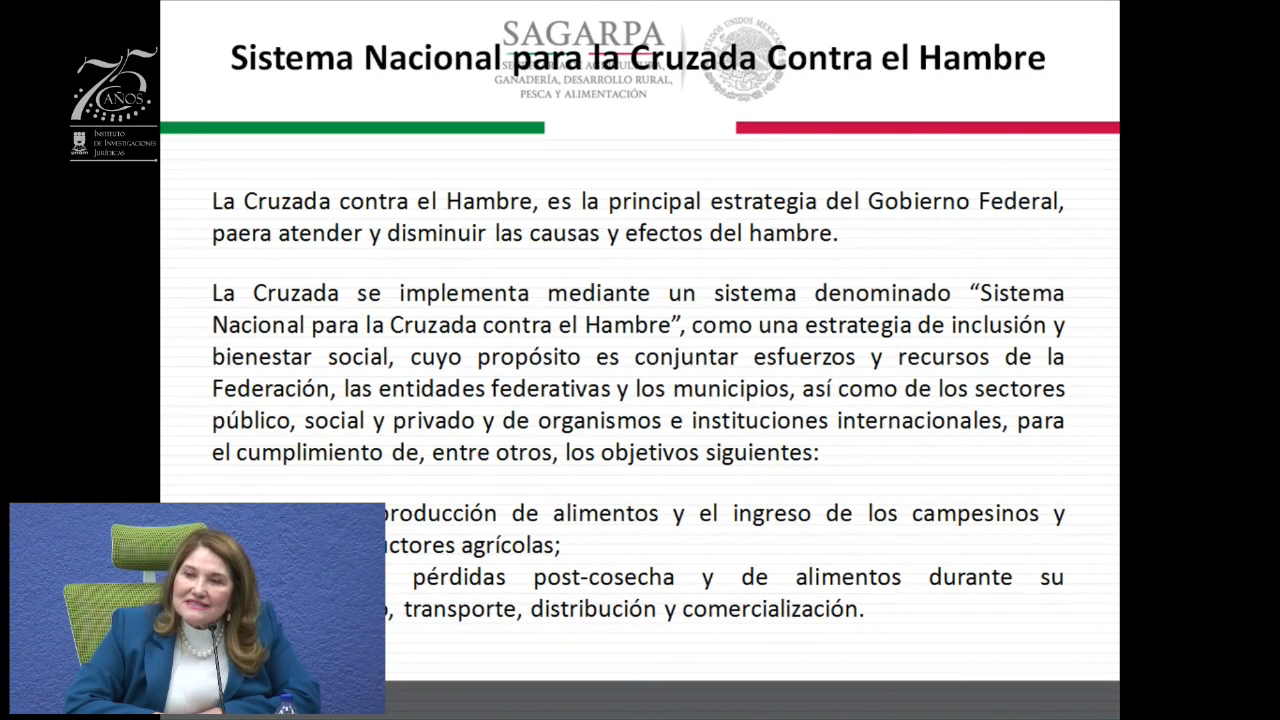 SAGARPA
Sistema Nacional para la Cruzada Contra el Hambre
GANADERÍA, DESARROLLO RURAL,
PESCA Y ALIMENTACIÓN
75
AÑOS
INSTITUTO
DE INVESTIGACIONES
JURÍDICAS
UNAM
La Cruzada contra el Hambre, es la principal estrategia del Gobierno Federal,
paera atender y disminuir las causas y efectos del hambre.
La Cruzada se implementa mediante un sistema denominado “Sistema
Nacional para la Cruzada contra el Hambre”, como una estrategia de inclusión y
bienestar social, cuyo propósito es conjuntar esfuerzos y recursos de la
Federación, las entidades federativas y los municipios, así como de los sectores
público, social y privado y de organismos e instituciones internacionales, para
el cumplimiento de, entre otros, los objetivos siguientes:
producción de alimentos y el ingreso de los campesinos y
agrícolas;
pérdidas post-cosecha y de alimentos durante su
transporte, distribución y comercialización.